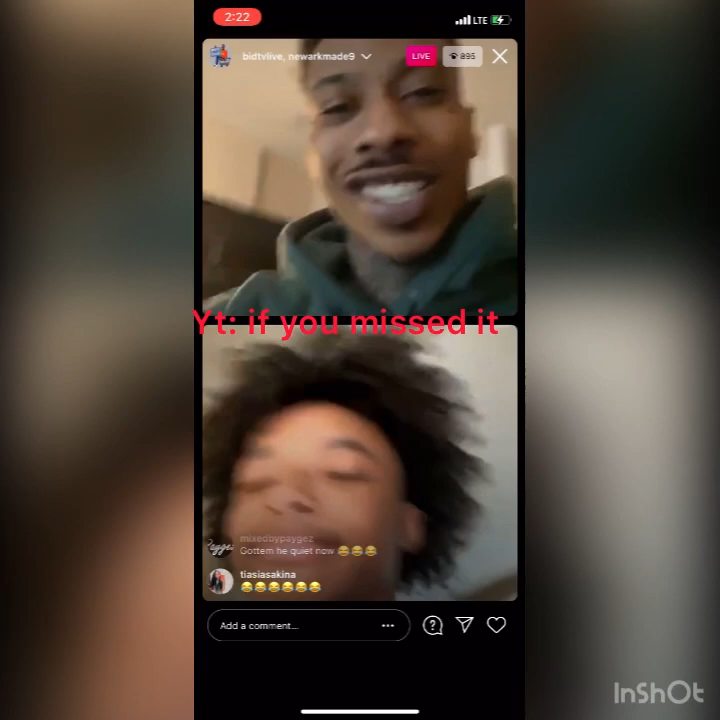 2:22
LTE
bidtvlive, newarkmade9
LIVE
895
Yt: if you missed it
mixedbypaygez
Gottem he quiet now 😂😂😂
tiasiasakina
😂😂😂😂😂😂
Add a comment...
InShOt